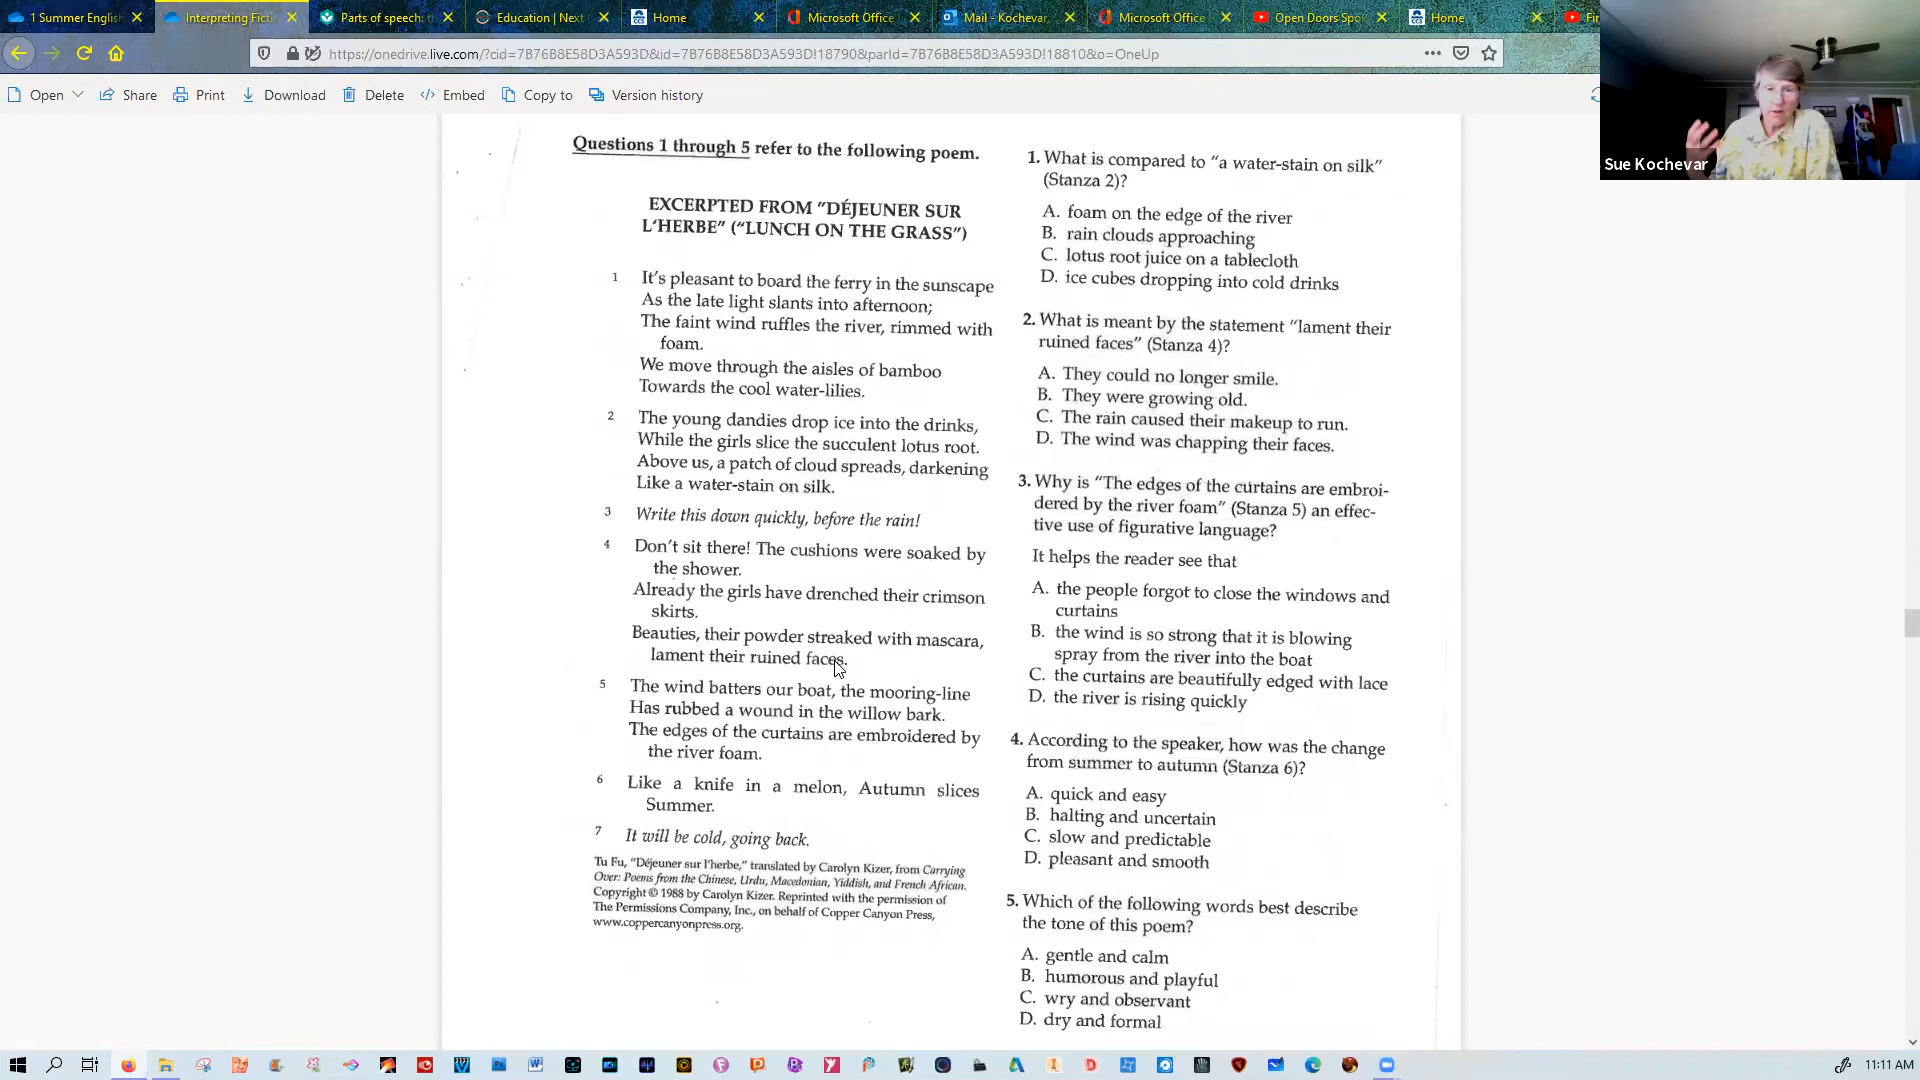 1 Summer English
Interpreting Fictio
Parts of speech: t
Education | Next
Home
Microsoft Office
Mail - Kochevar,
Microsoft Office
Open Doors Spo
Home
Fir
https://onedrive.live.com/?cid=7B76B8E58D3A593D&id=7B76B8E58D3A593D!18790&parId=7B76B8E58D3A593D!18810&o=OneUp
Open
Share
Print
Download
Delete
Embed
Copy to
Version history
Sue Kochevar
Questions 1 through 5 refer to the following poem.
EXCERPTED FROM "DÉJEUNER SUR
L'HERBE" ("LUNCH ON THE GRASS")
1 It's pleasant to board the ferry in the sunscape
As the late light slants into afternoon;
The faint wind ruffles the river, rimmed with
foam.
We move through the aisles of bamboo
Towards the cool water-lilies.
2 The young dandies drop ice into the drinks,
While the girls slice the succulent lotus root.
Above us, a patch of cloud spreads, darkening
Like a water-stain on silk.
3 Write this down quickly, before the rain!
4 Don't sit there! The cushions were soaked by
the shower.
Already the girls have drenched their crimson
skirts.
Beauties, their powder streaked with mascara,
lament their ruined faces.
5 The wind batters our boat, the mooring-line
Has rubbed a wound in the willow bark.
The edges of the curtains are embroidered by
the river foam.
6 Like a knife in a melon, Autumn slices
Summer.
7 It will be cold, going back.
Tu Fu, "Déjeuner sur l'herbe," translated by Carolyn Kizer, from Carrying
Over: Poems from the Chinese, Urdu, Macedonian, Yiddish, and French African.
Copyright © 1988 by Carolyn Kizer. Reprinted with the permission of
The Permissions Company, Inc., on behalf of Copper Canyon Press,
www.coppercanyonpress.org.
1. What is compared to "a water-stain on silk"
(Stanza 2)?
A. foam on the edge of the river
B. rain clouds approaching
C. lotus root juice on a tablecloth
D. ice cubes dropping into cold drinks
2. What is meant by the statement "lament their
ruined faces" (Stanza 4)?
A. They could no longer smile.
B. They were growing old.
C. The rain caused their makeup to run.
D. The wind was chapping their faces.
3. Why is "The edges of the curtains are embroi-
dered by the river foam" (Stanza 5) an effec-
tive use of figurative language?
It helps the reader see that
A. the people forgot to close the windows and
curtains
B. the wind is so strong that it is blowing
spray from the river into the boat
C. the curtains are beautifully edged with lace
D. the river is rising quickly
4. According to the speaker, how was the change
from summer to autumn (Stanza 6)?
A. quick and easy
B. halting and uncertain
C. slow and predictable
D. pleasant and smooth
5. Which of the following words best describe
the tone of this poem?
A. gentle and calm
B. humorous and playful
C. wry and observant
D. dry and formal
11:11 AM